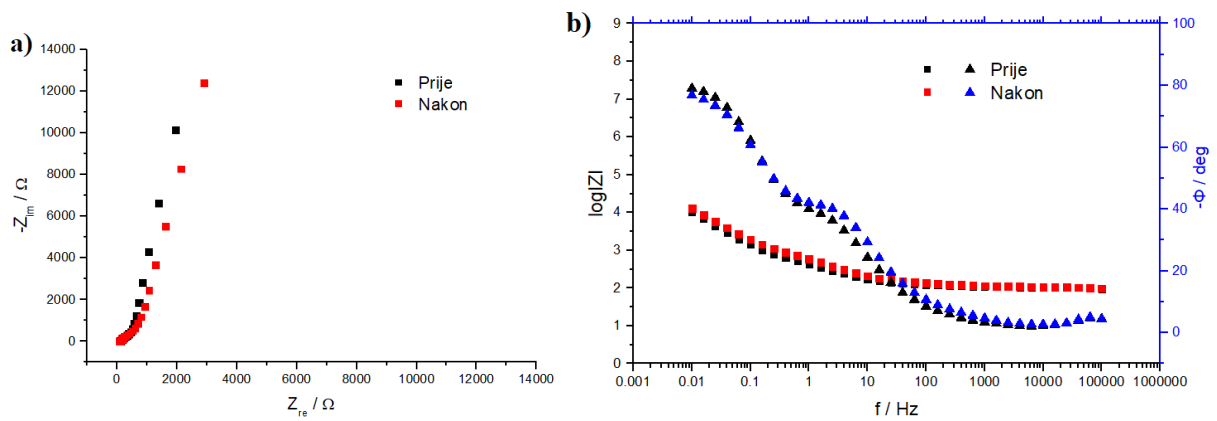 a)
14000
12000
10000
8000
6000
4000
2000
0
-Z_im / Ω
0 2000 4000 6000 8000 10000 12000 14000
Z_re / Ω
Prije
Nakon
b)
9
8
7
6
5
4
3
2
1
0
log|Z|
0.001 0.01 0.1 1 10 100 1000 10000 100000 1000000
f / Hz
Prije
Nakon
100
80
60
40
20
0
-Φ / deg